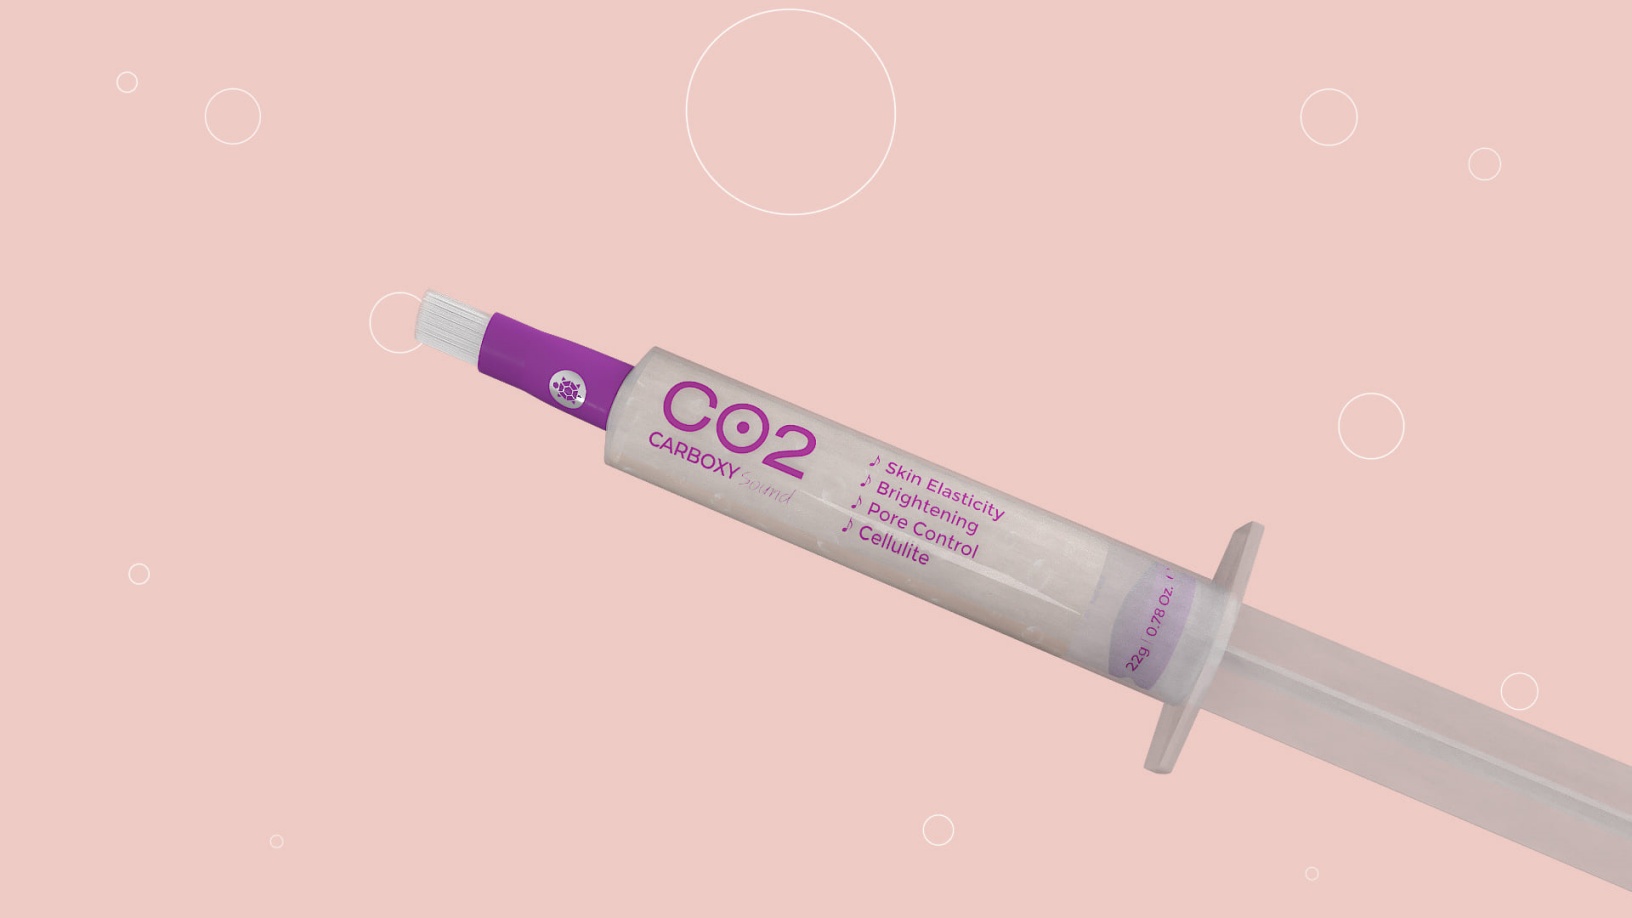 CO2
CARBOXY Sound
♪ Skin Elasticity
♪ Brightening
♪ Pore Control
♪ Cellulite
22g | 0.78 Oz.